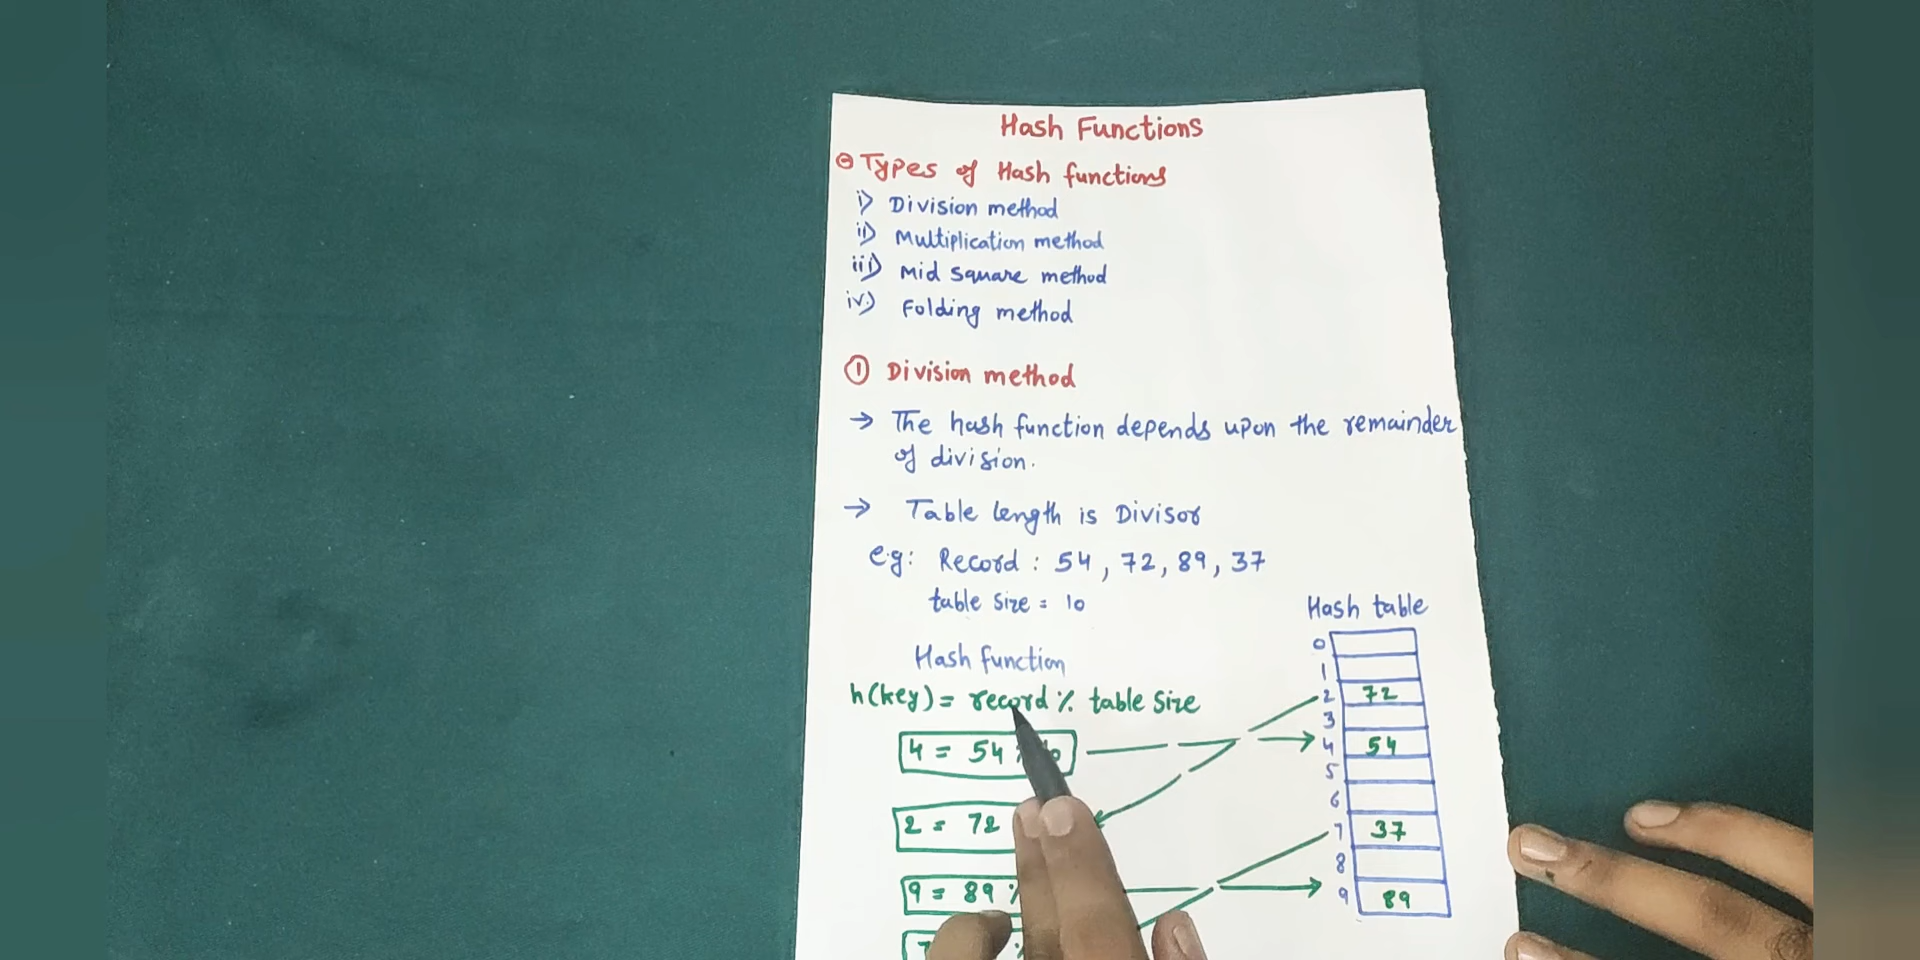 Hash Functions
Types of Hash functions
i) Division method
ii) Multiplication method
iii) Mid Square method
iv.) Folding method
① Division method
→ The hash function depends upon the remainder
of division.
→ Table length is Divisor
e.g: Record : 54, 72, 89, 37
table size = 10
Hash table
0
1
2 72
3
4 54
5
6
7 37
8
9 89
Hash function
h(key) = record % table size
4 = 54
2 = 72
9 = 89 %
7